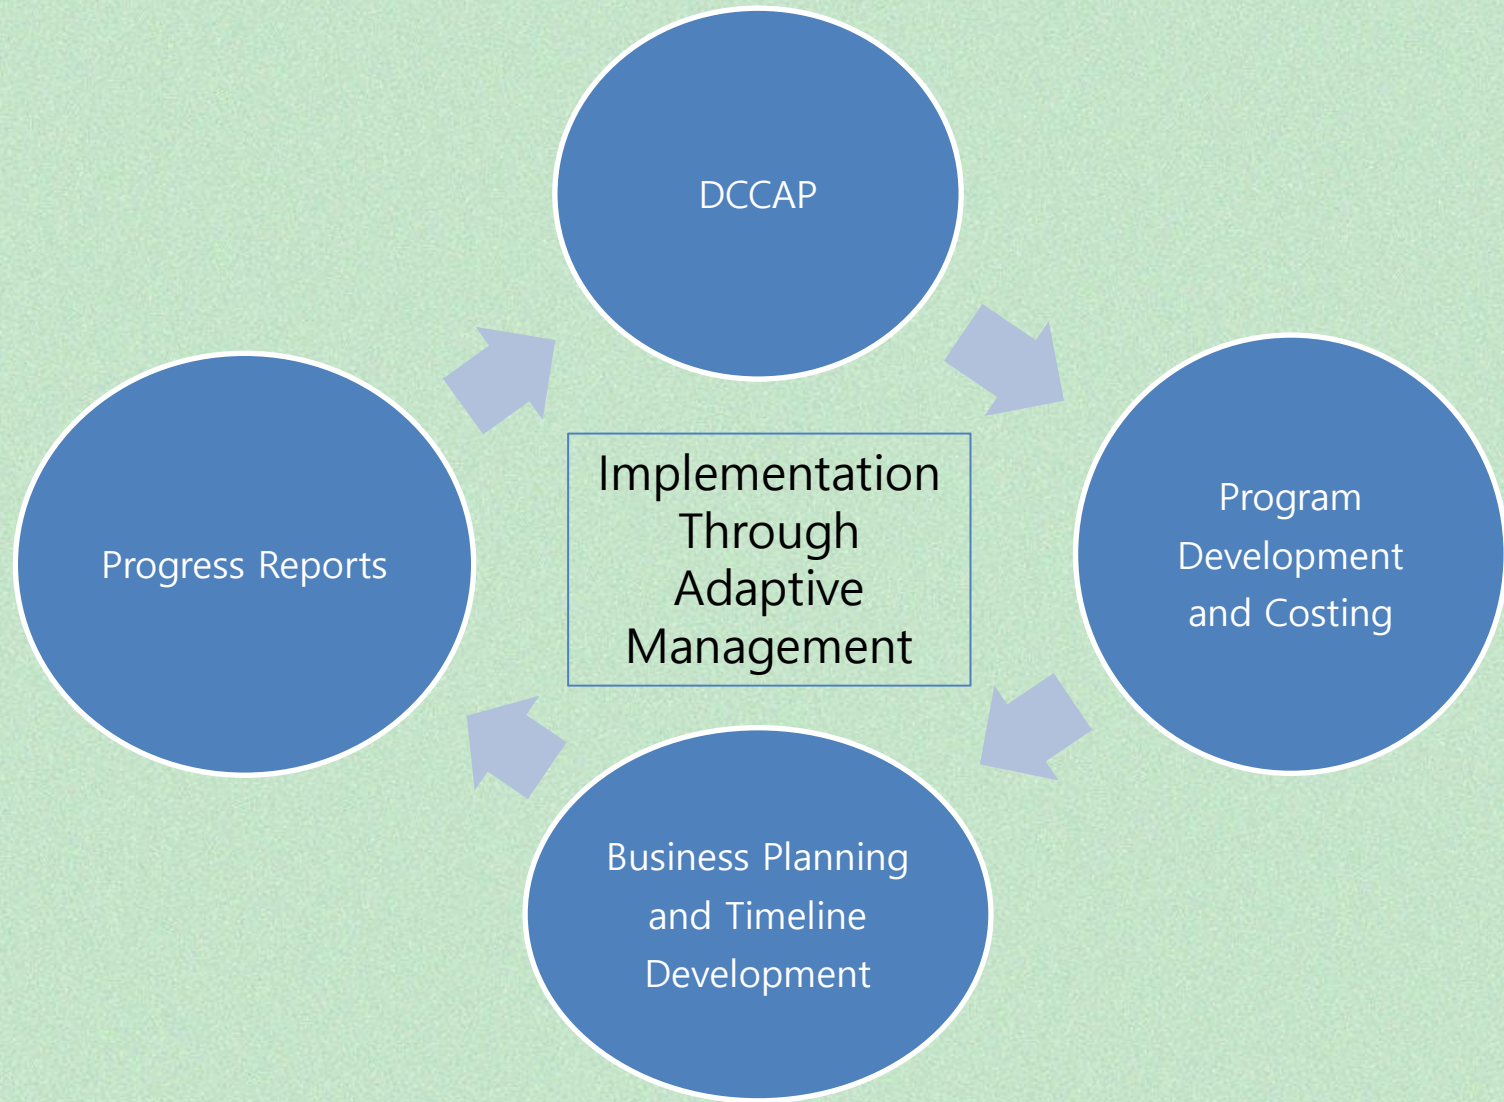 DCCAP
Program
Development
and Costing
Business Planning
and Timeline
Development
Progress Reports
Implementation
Through
Adaptive
Management